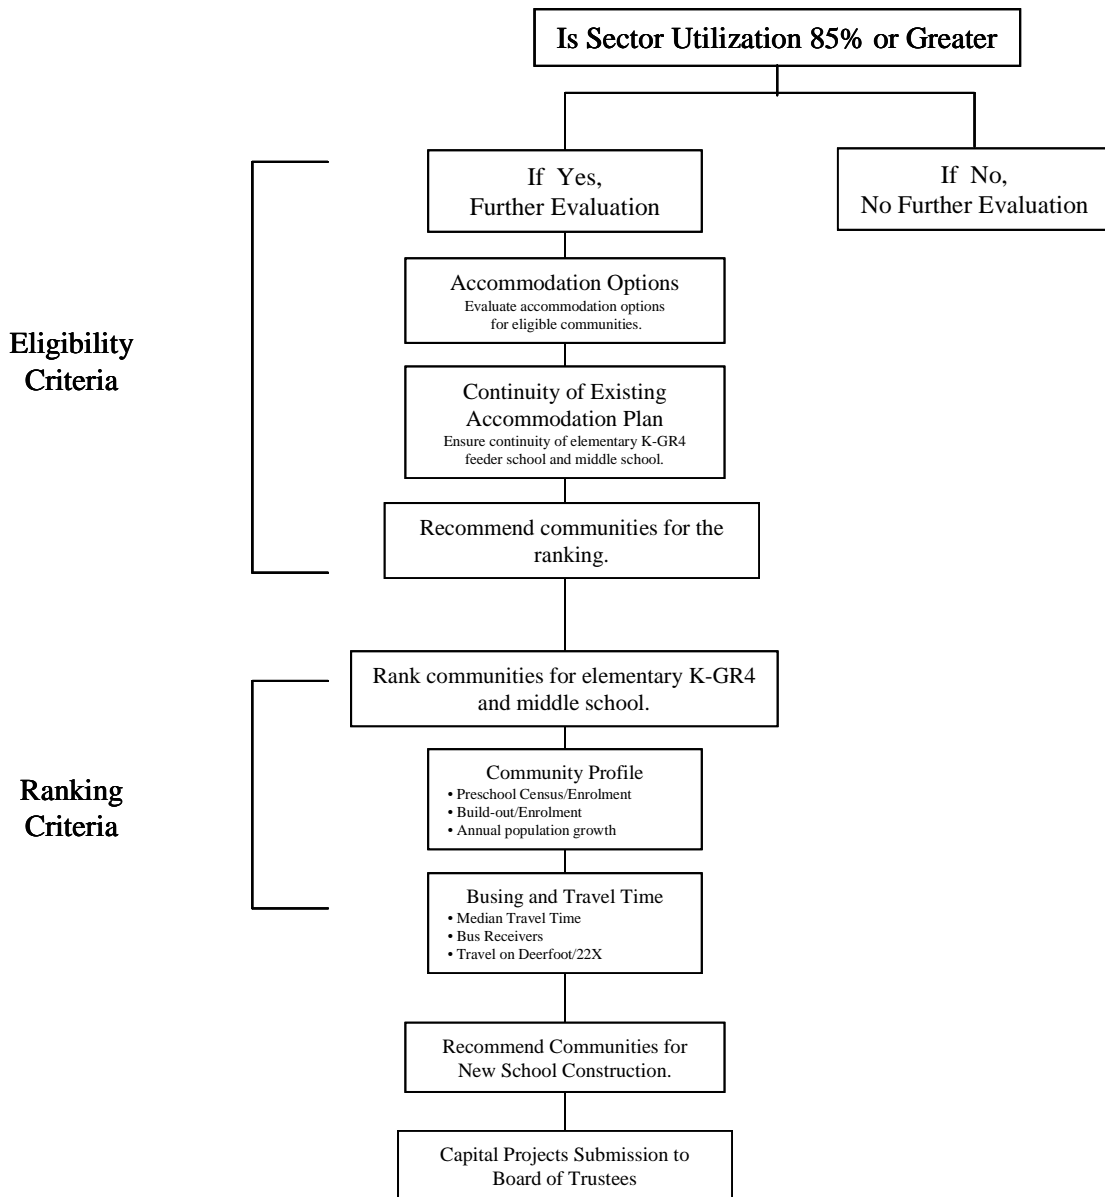 Is Sector Utilization 85% or Greater
If Yes,
Further Evaluation
If No,
No Further Evaluation
Eligibility
Criteria
Accommodation Options
Evaluate accommodation options
for eligible communities.
Continuity of Existing
Accommodation Plan
Ensure continuity of elementary K-GR4
feeder school and middle school.
Recommend communities for the
ranking.
Ranking
Criteria
Rank communities for elementary K-GR4
and middle school.
Community Profile
• Preschool Census/Enrolment
• Build-out/Enrolment
• Annual population growth
Busing and Travel Time
• Median Travel Time
• Bus Receivers
• Travel on Deerfoot/22X
Recommend Communities for
New School Construction.
Capital Projects Submission to
Board of Trustees